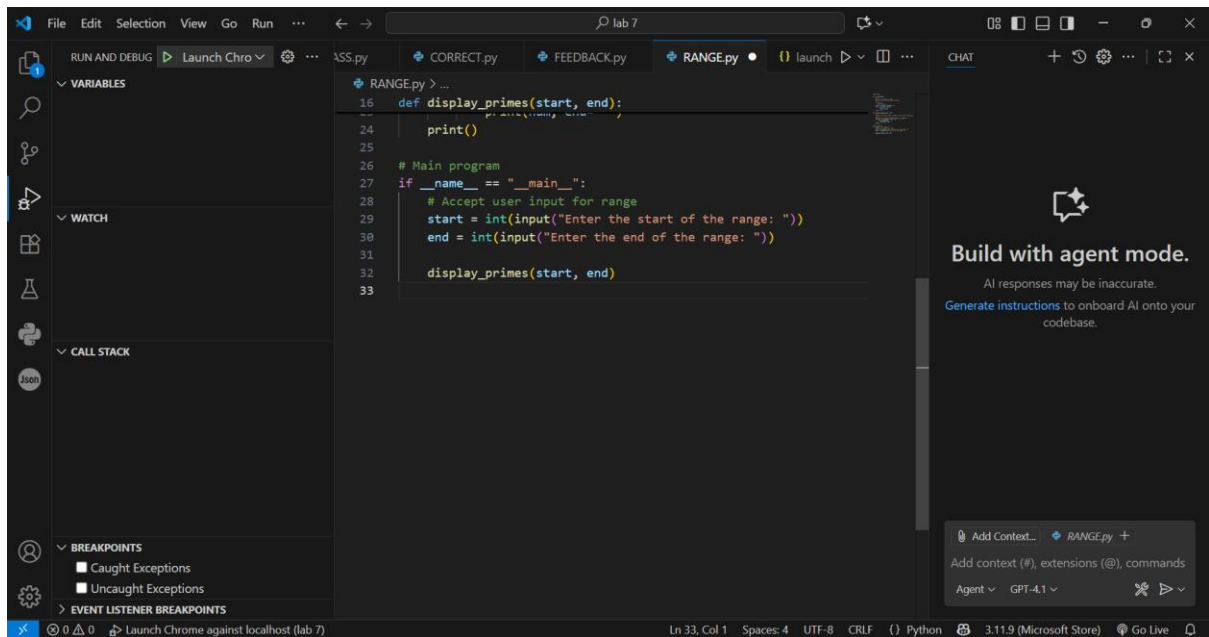 File Edit Selection View Go Run ··· lab 7
RUN AND DEBUG Launch Chro ···
ASS.py CORRECT.py FEEDBACK.py RANGE.py {} launch ···
CHAT
VARIABLES
WATCH
CALL STACK
BREAKPOINTS
Caught Exceptions
Uncaught Exceptions
EVENT LISTENER BREAKPOINTS
Json
1
RANGE.py > ...
16 def display_primes(start, end):
24 print()
25
26 # Main program
27 if __name__ == "__main__":
28 # Accept user input for range
29 start = int(input("Enter the start of the range: "))
30 end = int(input("Enter the end of the range: "))
31
32 display_primes(start, end)
33
Build with agent mode.
AI responses may be inaccurate.
Generate instructions to onboard AI onto your
codebase.
Add Context... RANGE.py +
Add context (#), extensions (@), commands
Agent GPT-4.1
0 0 Launch Chrome against localhost (lab 7) Ln 33, Col 1 Spaces: 4 UTF-8 CRLF {} Python 3.11.9 (Microsoft Store) Go Live